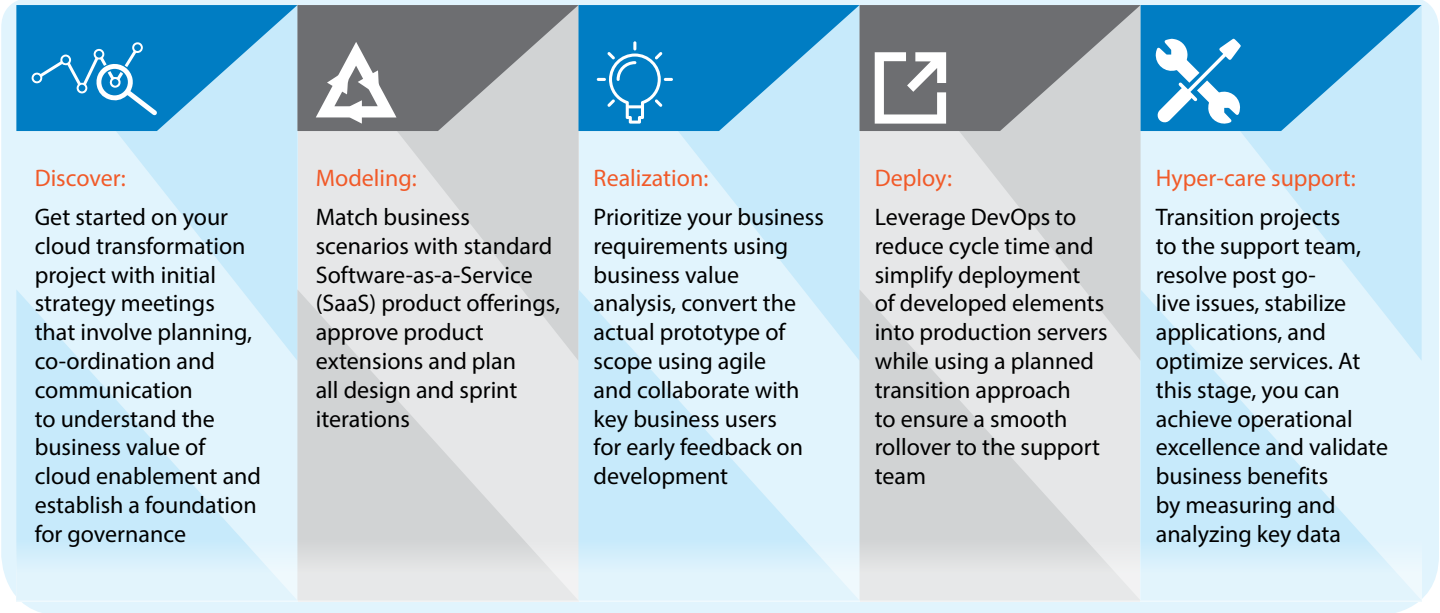 Discover:
Get started on your
cloud transformation
project with initial
strategy meetings
that involve planning,
co-ordination and
communication
to understand the
business value of
cloud enablement and
establish a foundation
for governance
Modeling:
Match business
scenarios with standard
Software-as-a-Service
(SaaS) product offerings,
approve product
extensions and plan
all design and sprint
iterations
Realization:
Prioritize your business
requirements using
business value
analysis, convert the
actual prototype of
scope using agile
and collaborate with
key business users
for early feedback on
development
Deploy:
Leverage DevOps to
reduce cycle time and
simplify deployment
of developed elements
into production servers
while using a planned
transition approach
to ensure a smooth
rollover to the support
team
Hyper-care support:
Transition projects
to the support team,
resolve post go-
live issues, stabilize
applications, and
optimize services. At
this stage, you can
achieve operational
excellence and validate
business benefits
by measuring and
analyzing key data